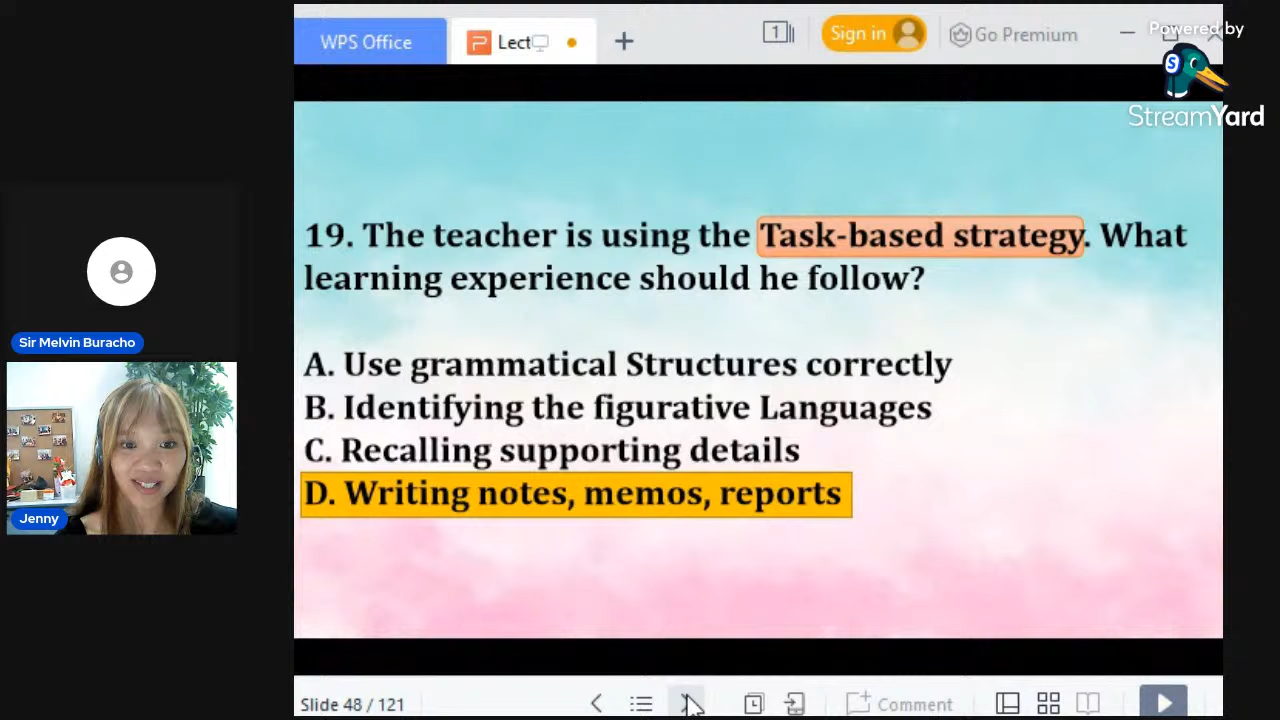 WPS Office
Lect
Sign in
Go Premium
Powered by
S
StreamYard
19. The teacher is using the Task-based strategy. What
learning experience should he follow?
A. Use grammatical Structures correctly
B. Identifying the figurative Languages
C. Recalling supporting details
D. Writing notes, memos, reports
Sir Melvin Buracho
Jenny
Slide 48 / 121
Comment
1